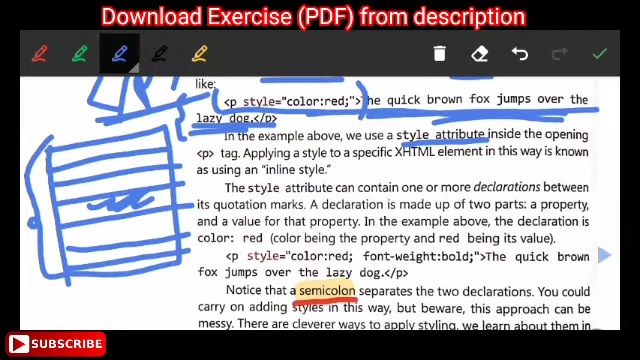 Download Exercise (PDF) from description
like:
<p style="color:red;">The quick brown fox jumps over the
lazy dog.</p>
In the example above, we use a style attribute inside the opening
<p> tag. Applying a style to a specific XHTML element in this way is known
as using an “inline style.”
The style attribute can contain one or more declarations between
its quotation marks. A declaration is made up of two parts: a property,
and a value for that property. In the example above, the declaration is
color: red (color being the property and red being its value).
<p style="color:red; font-weight:bold;">The quick brown
fox jumps over the lazy dog.</p>
Notice that a semicolon separates the two declarations. You could
carry on adding styles in this way, but beware, this approach can be
messy. There are cleverer ways to apply styling, we learn about them in
SUBSCRIBE